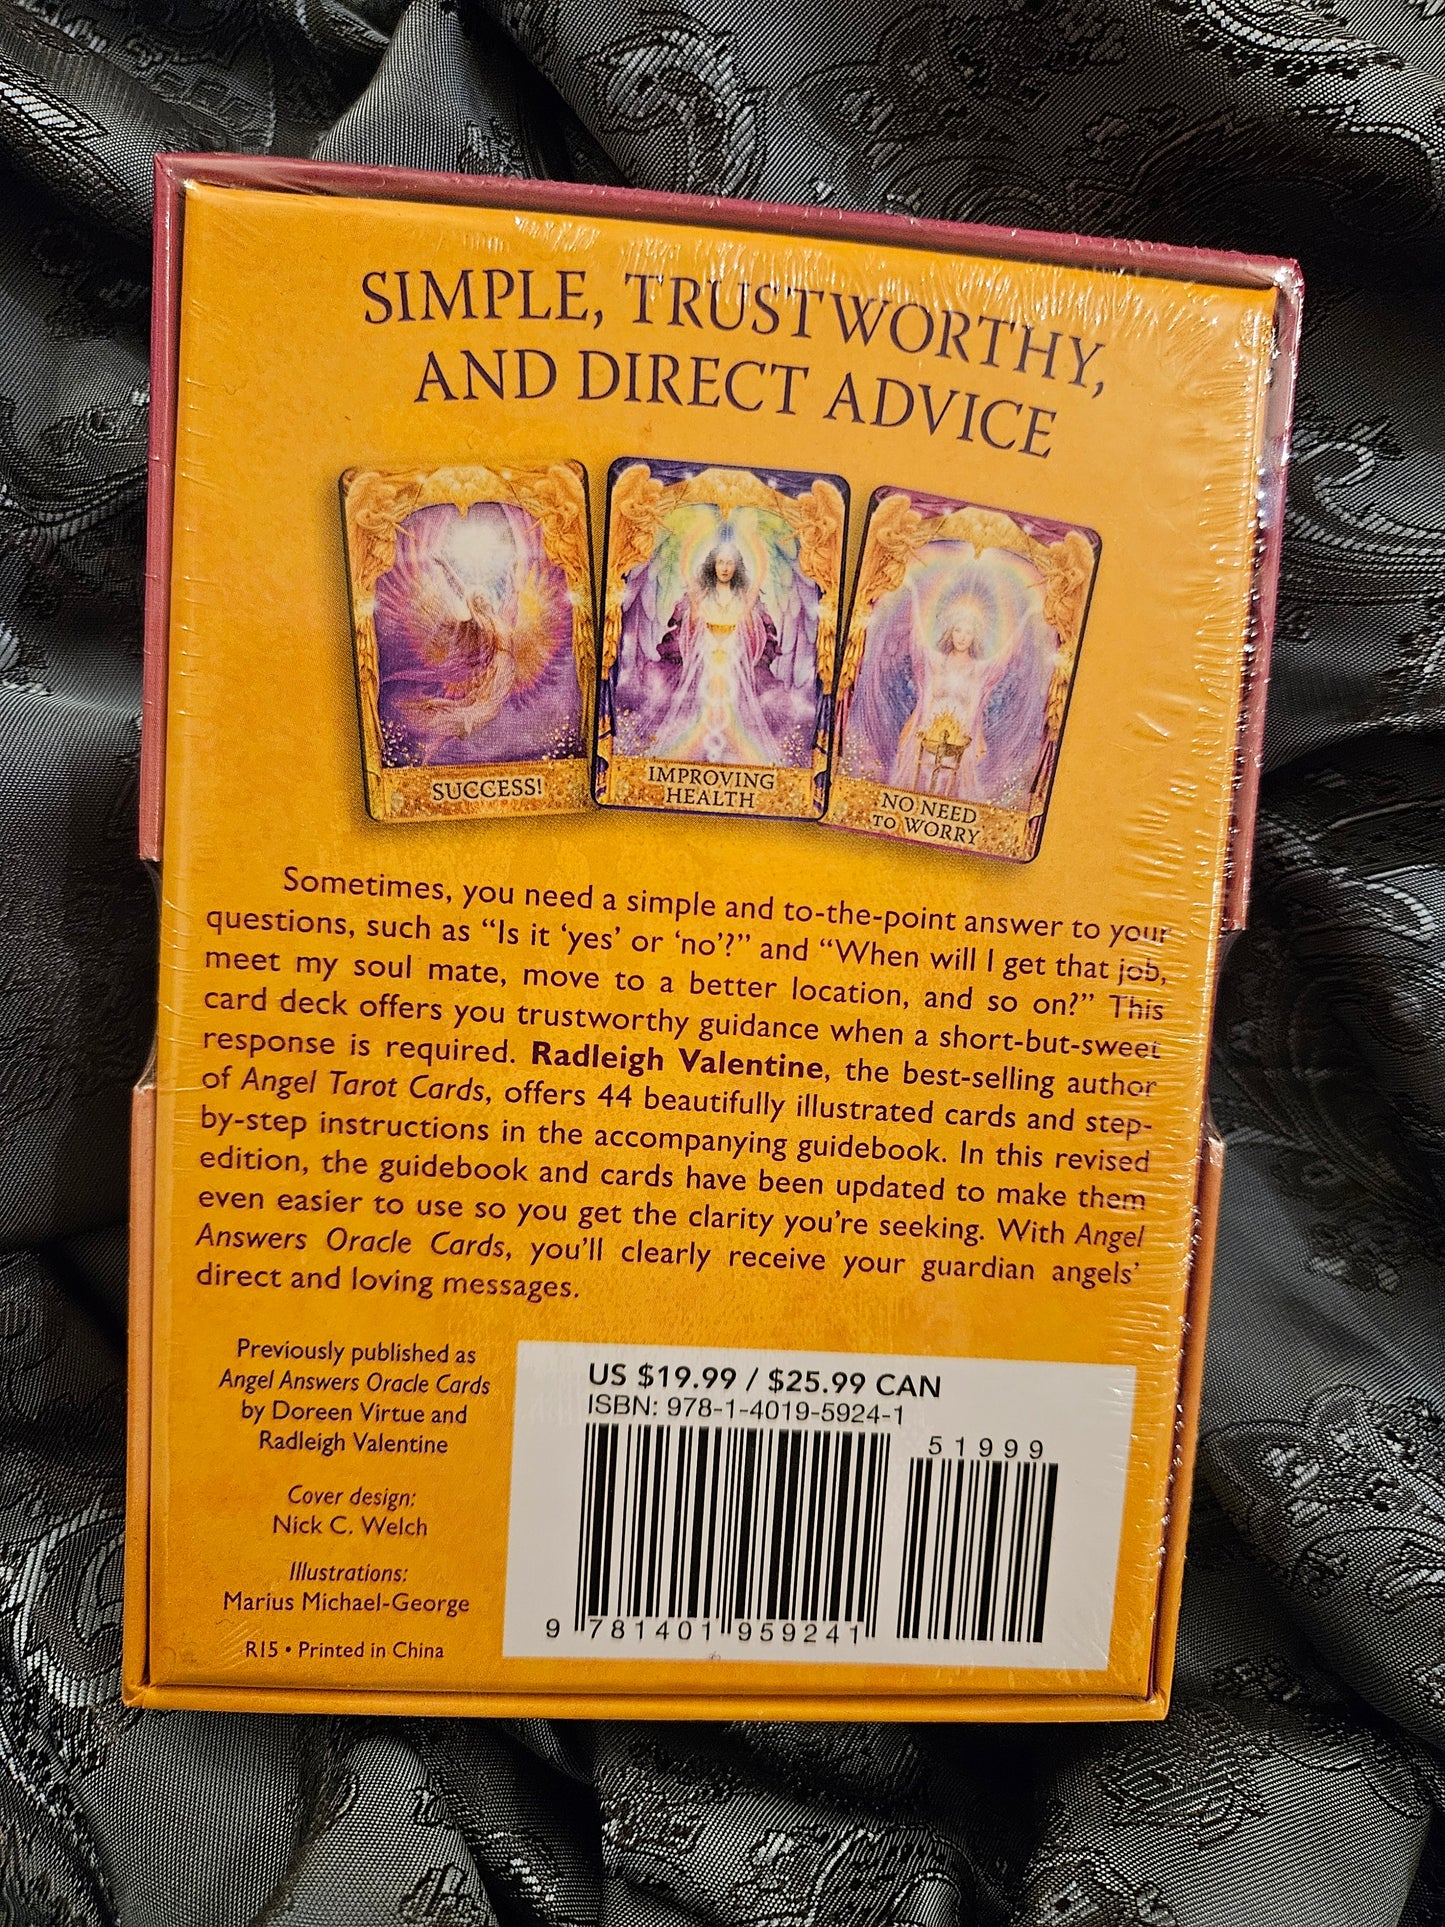 SIMPLE, TRUSTWORTHY,
AND DIRECT ADVICE
SUCCESS!
IMPROVING
HEALTH
NO NEED
TO WORRY
Sometimes, you need a simple and to-the-point answer to your
questions, such as “Is it ‘yes’ or ‘no’?” and “When will I get that job,
meet my soul mate, move to a better location, and so on?” This
card deck offers you trustworthy guidance when a short-but-sweet
response is required. Radleigh Valentine, the best-selling author
of Angel Tarot Cards, offers 44 beautifully illustrated cards and step-
by-step instructions in the accompanying guidebook. In this revised
edition, the guidebook and cards have been updated to make them
even easier to use so you get the clarity you’re seeking. With Angel
Answers Oracle Cards, you’ll clearly receive your guardian angels’
direct and loving messages.
Previously published as
Angel Answers Oracle Cards
by Doreen Virtue and
Radleigh Valentine
Cover design:
Nick C. Welch
Illustrations:
Marius Michael-George
R15 • Printed in China
US $19.99 / $25.99 CAN
ISBN: 978-1-4019-5924-1
51999
9 781401 959241